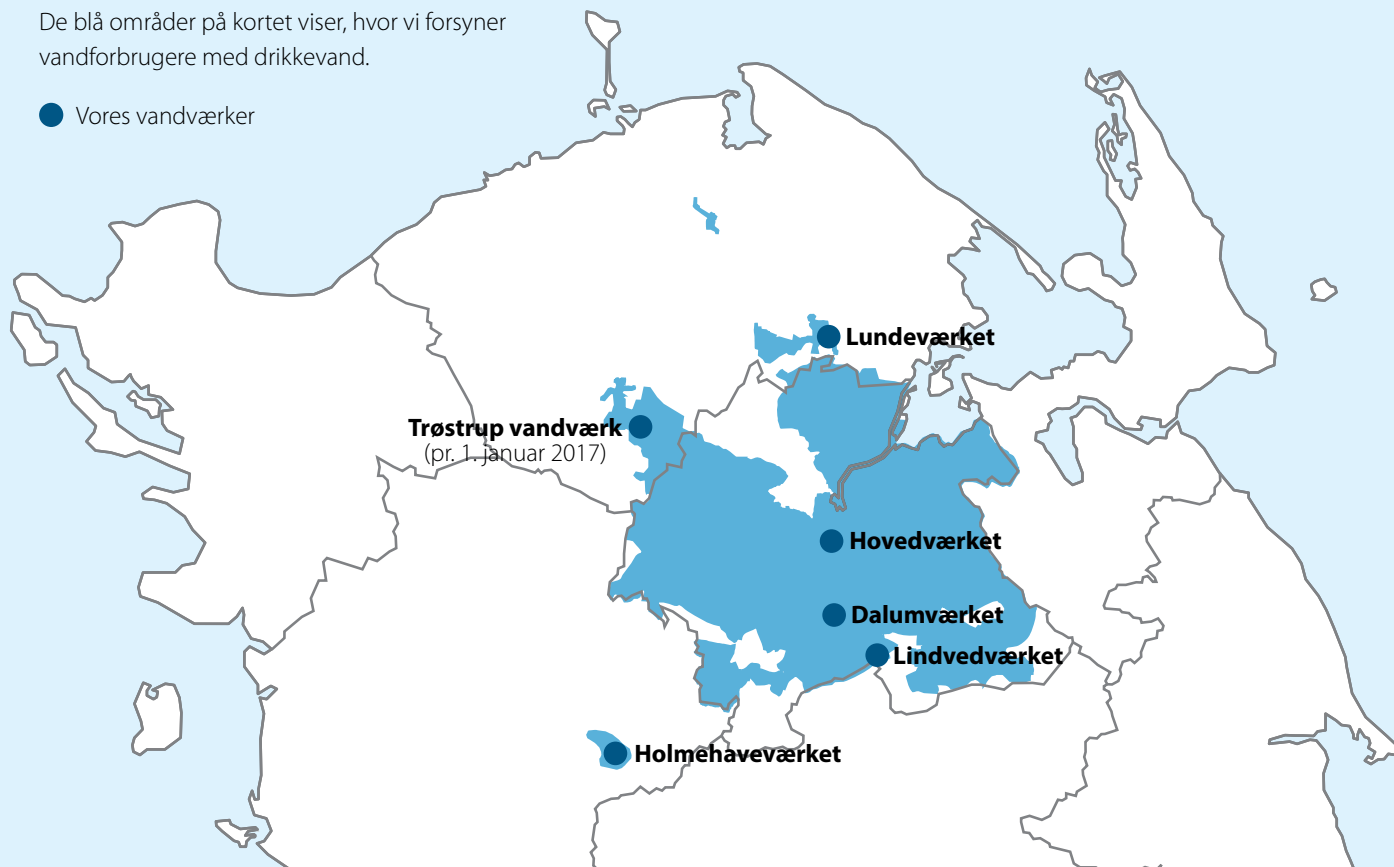 De blå områder på kortet viser, hvor vi forsyner
vandforbrugere med drikkevand.
Vores vandværker
Lundeværket
Trøstrup vandværk
(pr. 1. januar 2017)
Hovedværket
Dalumværket
Lindvedværket
Holmehaveværket